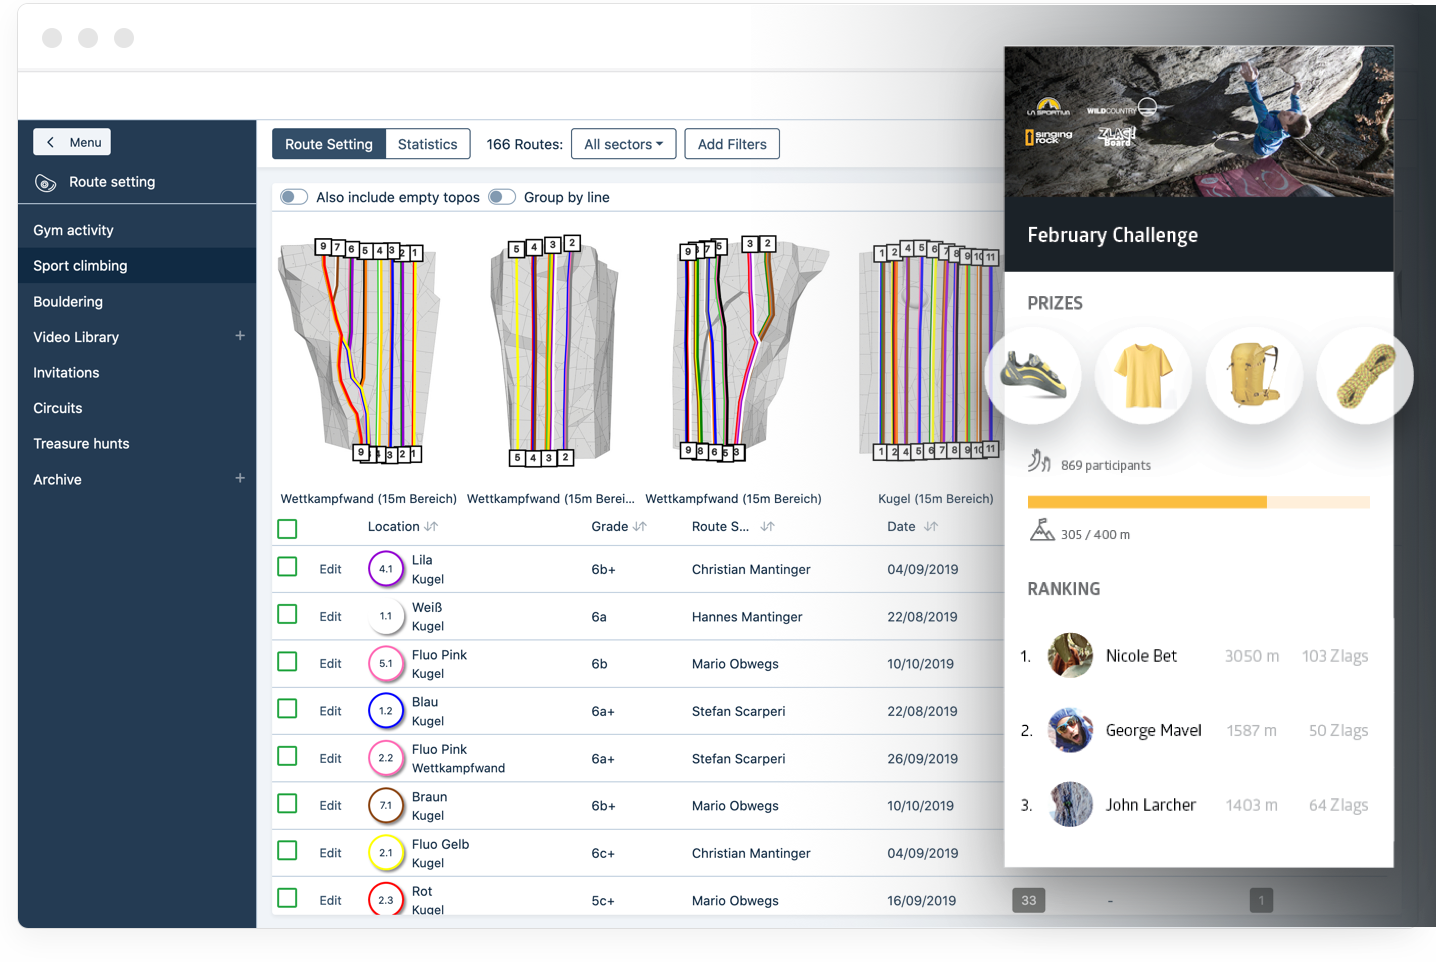 Menu
Route setting
Gym activity
Sport climbing
Bouldering
Video Library +
Invitations
Circuits
Treasure hunts
Archive +
Route Setting Statistics 166 Routes: All sectors Add Filters
Also include empty topos Group by line
9 7 6 5 4 3 2 1
5 4 3 2
9 8 7 5 3 2
1 2 4 5 6 7 8 9 10 11
9 3 2 1
5 4 3 2
9 8 6 5 3
1 2 4 5 6 7 8 9 10 11
Wettkampfwand (15m Bereich) Wettkampfwand (15m Berei... Wettkampfwand (15m Bereich) Kugel (15m Bereich)
Location Grade Route S... Date
Edit 4.1 Lila Kugel 6b+ Christian Mantinger 04/09/2019
Edit 1.1 Weiß Kugel 6a Hannes Mantinger 22/08/2019
Edit 5.1 Fluo Pink Kugel 6b Mario Obwegs 10/10/2019
Edit 1.2 Blau Kugel 6a+ Stefan Scarperi 22/08/2019
Edit 2.2 Fluo Pink Wettkampfwand 6a+ Stefan Scarperi 26/09/2019
Edit 7.1 Braun Kugel 6b+ Mario Obwegs 10/10/2019
Edit 2.1 Fluo Gelb Kugel 6c+ Christian Mantinger 04/09/2019
Edit 2.3 Rot Kugel 5c+ Mario Obwegs 16/09/2019 33 - 1
LA SPORTIVA WILDCOUNTRY
singing rock ZLAG! Board
February Challenge
PRIZES
869 participants
305 / 400 m
RANKING
1. Nicole Bet 3050 m 103 Zlags
2. George Mavel 1587 m 50 Zlags
3. John Larcher 1403 m 64 Zlags